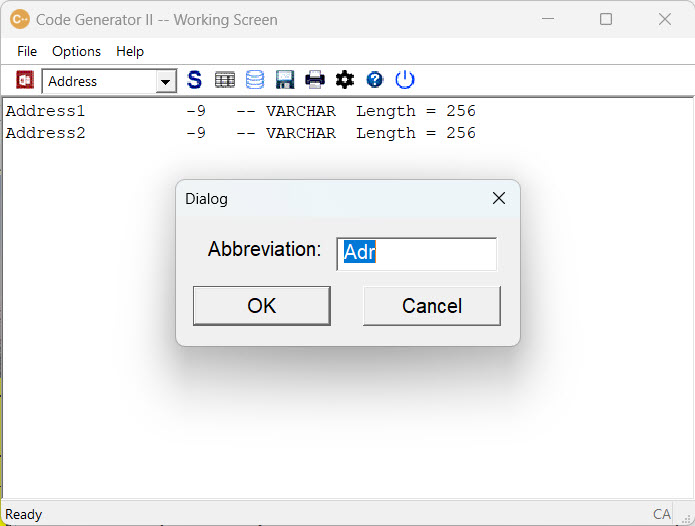 C++ Code Generator II -- Working Screen
File Options Help
Address S ?
Address1 -9 -- VARCHAR Length = 256
Address2 -9 -- VARCHAR Length = 256
Dialog
Abbreviation: Adr
OK Cancel
Ready CA